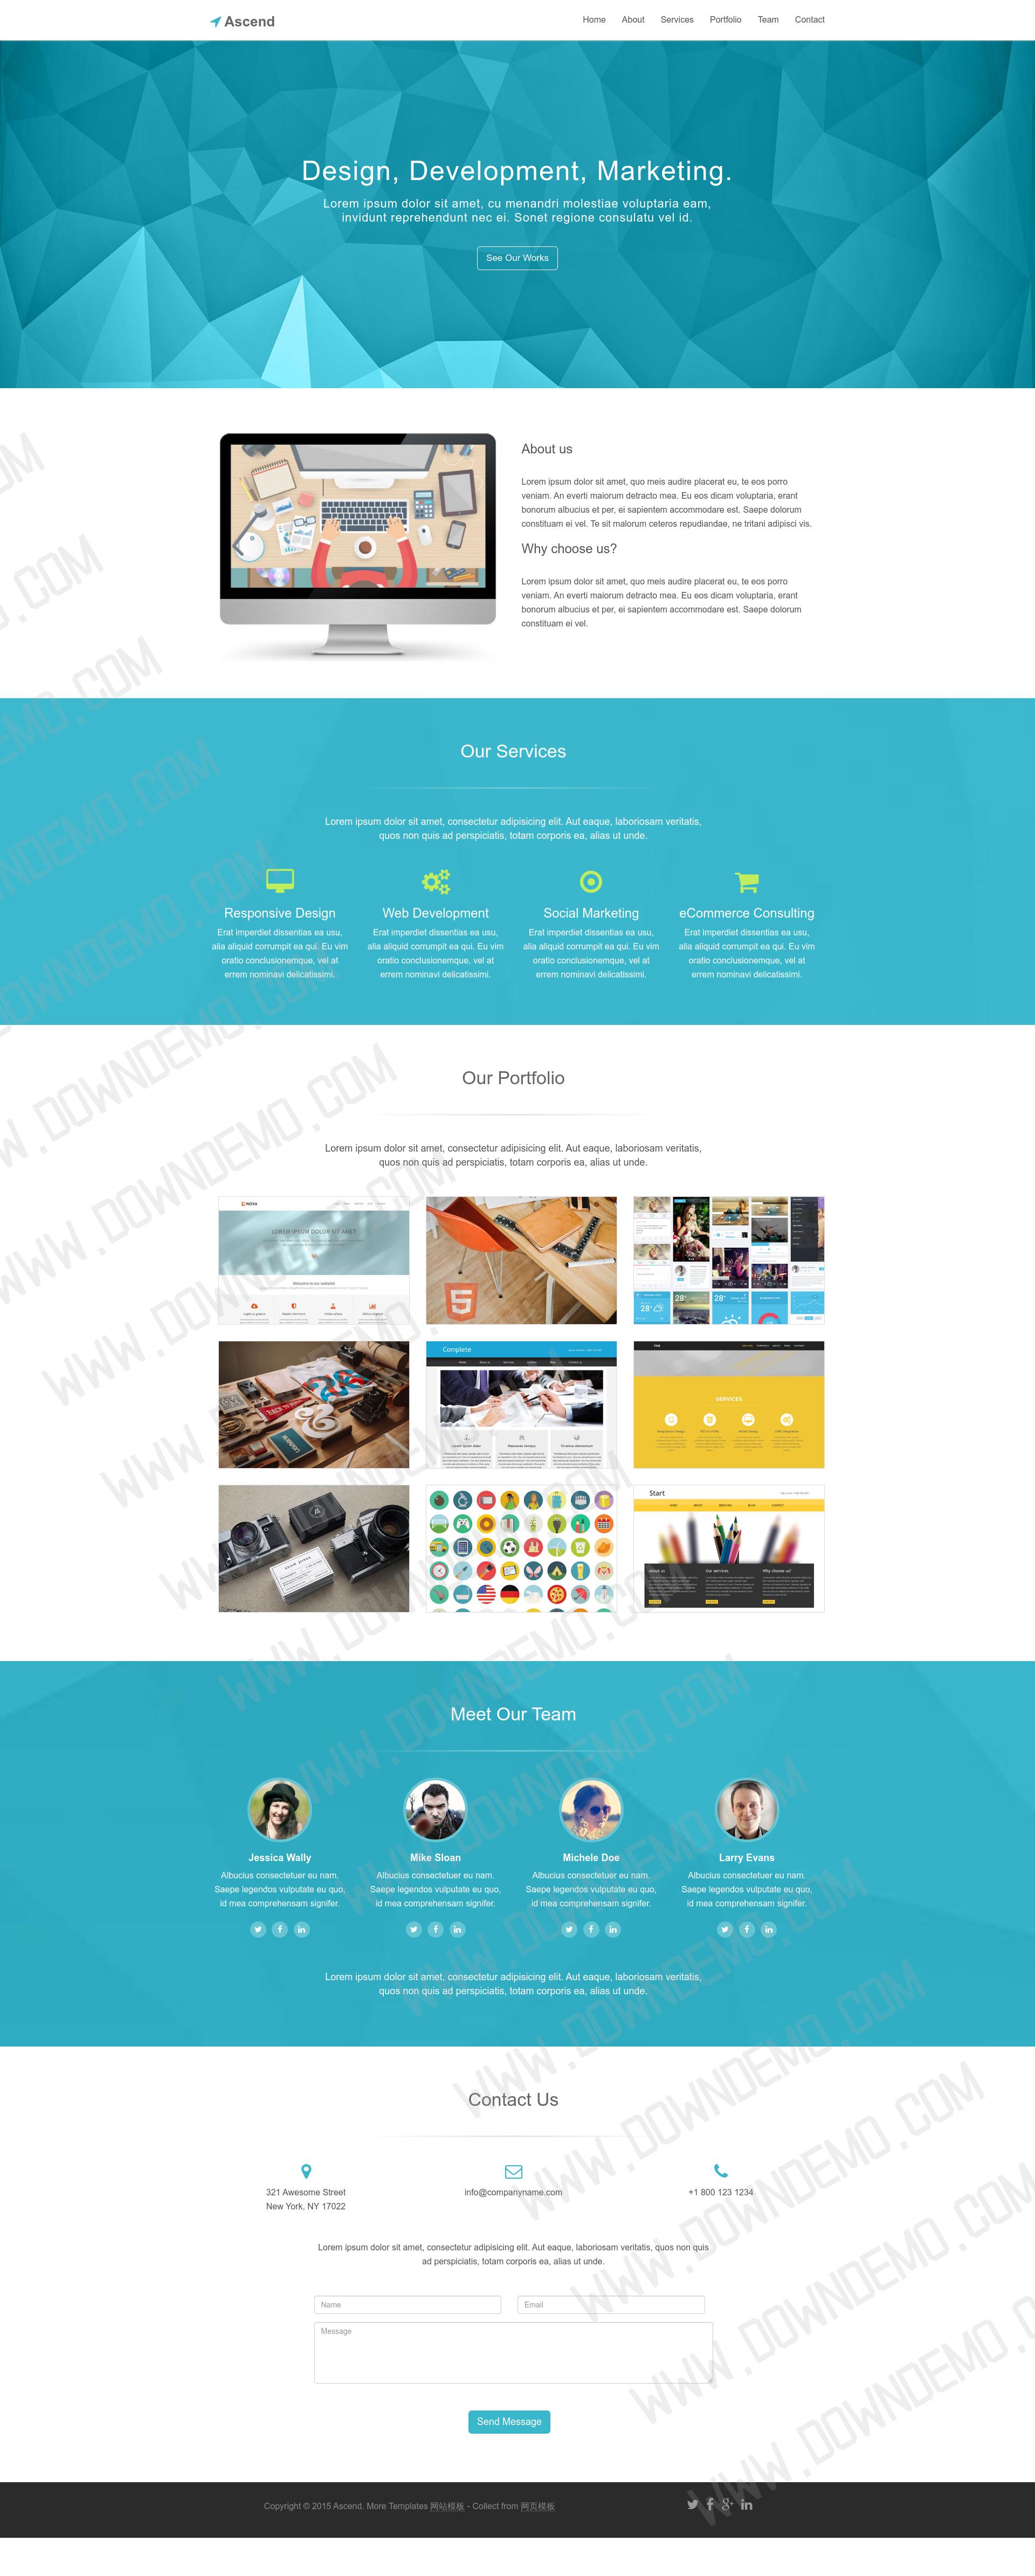 Ascend
Home About Services Portfolio Team Contact
Design, Development, Marketing.
Lorem ipsum dolor sit amet, cu menandri molestiae voluptaria eam,
invidunt reprehendunt nec ei. Sonet regione consulatu vel id.
See Our Works
About us
Lorem ipsum dolor sit amet, quo meis audire placerat eu, te eos porro
veniam. An everti maiorum detracto mea. Eu eos dicam voluptaria, erant
bonorum albucius et per, ei sapientem accommodare est. Saepe dolorum
constituam ei vel. Te sit malorum ceteros repudiandae, ne tritani adipisci vis.
Why choose us?
Lorem ipsum dolor sit amet, quo meis audire placerat eu, te eos porro
veniam. An everti maiorum detracto mea. Eu eos dicam voluptaria, erant
bonorum albucius et per, ei sapientem accommodare est. Saepe dolorum
constituam ei vel.
Our Services
Lorem ipsum dolor sit amet, consectetur adipisicing elit. Aut eaque, laboriosam veritatis,
quos non quis ad perspiciatis, totam corporis ea, alias ut unde.
Responsive Design
Erat imperdiet dissentias ea usu,
alia aliquid corrumpit ea qui. Eu vim
oratio conclusionemque, vel at
errem nominavi delicatissimi.
Web Development
Erat imperdiet dissentias ea usu,
alia aliquid corrumpit ea qui. Eu vim
oratio conclusionemque, vel at
errem nominavi delicatissimi.
Social Marketing
Erat imperdiet dissentias ea usu,
alia aliquid corrumpit ea qui. Eu vim
oratio conclusionemque, vel at
errem nominavi delicatissimi.
eCommerce Consulting
Erat imperdiet dissentias ea usu,
alia aliquid corrumpit ea qui. Eu vim
oratio conclusionemque, vel at
errem nominavi delicatissimi.
Our Portfolio
Lorem ipsum dolor sit amet, consectetur adipisicing elit. Aut eaque, laboriosam veritatis,
quos non quis ad perspiciatis, totam corporis ea, alias ut unde.
NOVA
LOREM IPSUM DOLOR SIT AMET
Welcome to our website!
5
28°
28°
28°
Complete
SERVICES
Start
About us
Our services
Why choose us?
Meet Our Team
Jessica Wally
Albucius consectetuer eu nam.
Saepe legendos vulputate eu quo,
id mea comprehensam signifer.
Mike Sloan
Albucius consectetuer eu nam.
Saepe legendos vulputate eu quo,
id mea comprehensam signifer.
Michele Doe
Albucius consectetuer eu nam.
Saepe legendos vulputate eu quo,
id mea comprehensam signifer.
Larry Evans
Albucius consectetuer eu nam.
Saepe legendos vulputate eu quo,
id mea comprehensam signifer.
Lorem ipsum dolor sit amet, consectetur adipisicing elit. Aut eaque, laboriosam veritatis,
quos non quis ad perspiciatis, totam corporis ea, alias ut unde.
Contact Us
321 Awesome Street
New York, NY 17022
info@companyname.com
+1 800 123 1234
Lorem ipsum dolor sit amet, consectetur adipisicing elit. Aut eaque, laboriosam veritatis, quos non quis
ad perspiciatis, totam corporis ea, alias ut unde.
Name
Email
Message
Send Message
Copyright © 2015 Ascend. More Templates 网站模板 - Collect from 网页模板
WWW.DOWNDEMO.COM